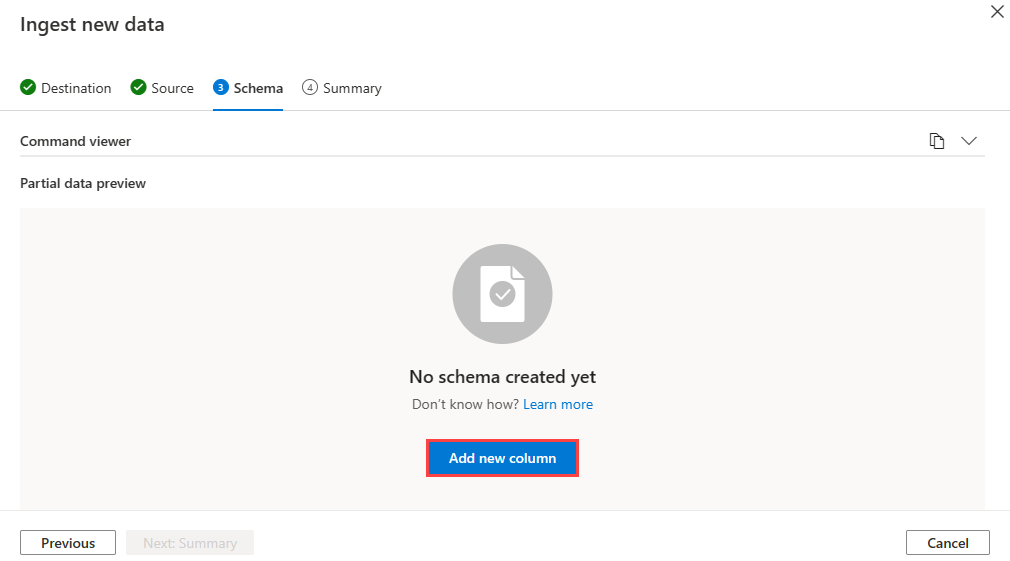 Ingest new data
Destination
Source
3 Schema
4 Summary
Command viewer
Partial data preview
No schema created yet
Don't know how? Learn more
Add new column
Previous
Next: Summary
Cancel